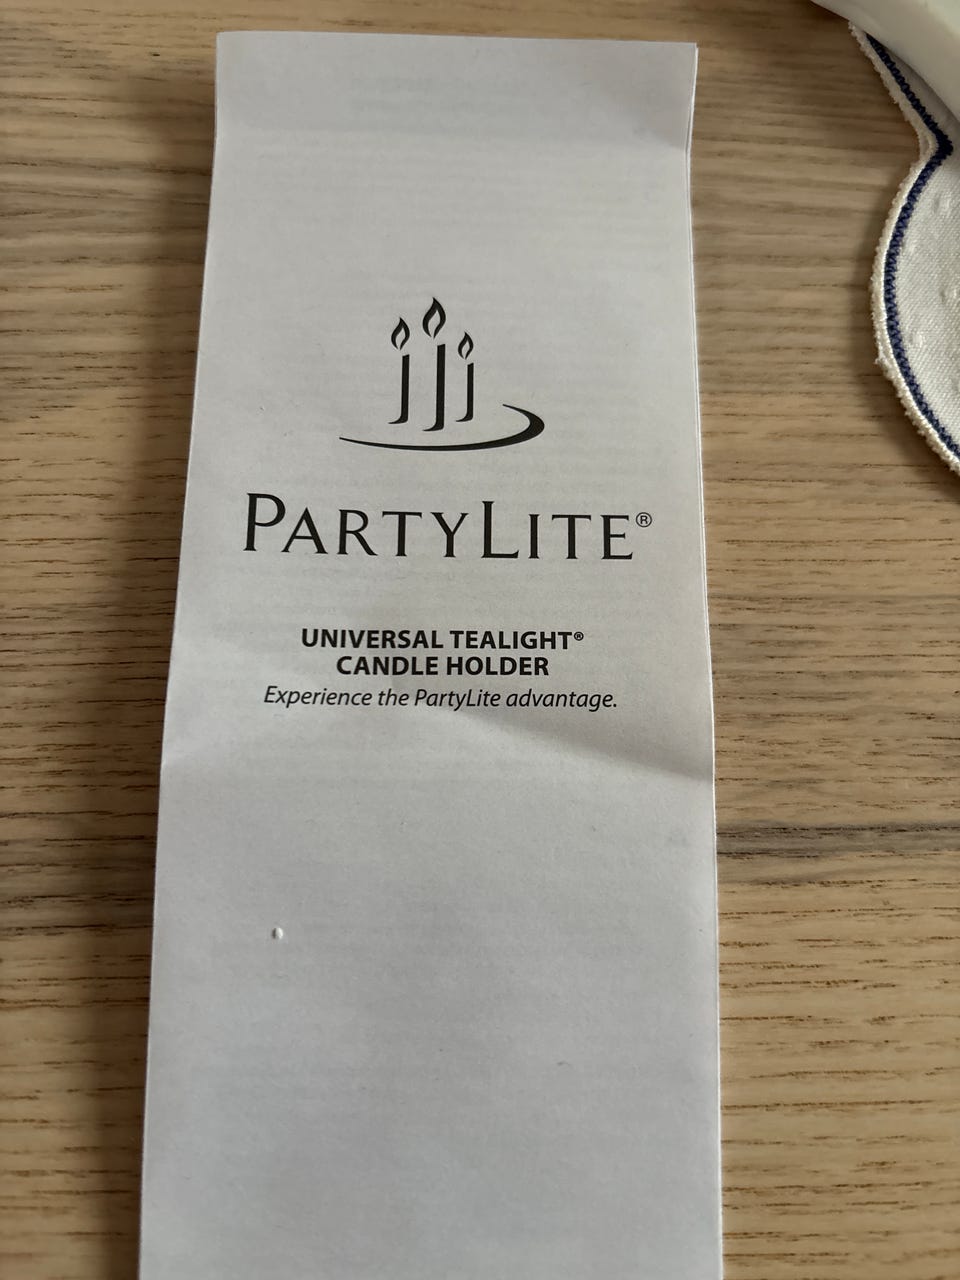 PARTYLITE®
UNIVERSAL TEALIGHT®
CANDLE HOLDER
Experience the PartyLite advantage.